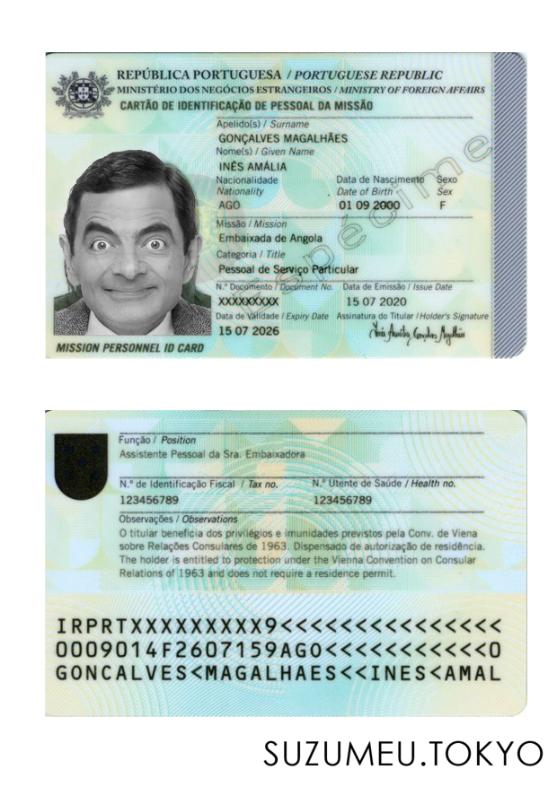 REPÚBLICA PORTUGUESA / PORTUGUESE REPUBLIC
MINISTÉRIO DOS NEGÓCIOS ESTRANGEIROS / MINISTRY OF FOREIGN AFFAIRS
CARTÃO DE IDENTIFICAÇÃO DE PESSOAL DA MISSÃO
Apelido(s) / Surname
GONÇALVES MAGALHÃES
Nome(s) / Given Name
INÊS AMÁLIA
Nacionalidade Data de Nascimento Sexo
Nationality Date of Birth Sex
AGO 01 09 2000 F
Missão / Mission
Embaixada de Angola
Categoria / Title
Pessoal de Serviço Particular
N.º Documento / Document No. Data de Emissão / Issue Date
XXXXXXXXX 15 07 2020
Data de Validade / Expiry Date Assinatura do Titular / Holder's Signature
15 07 2026 Inês Amália Gonçalves Magalhães
MISSION PERSONNEL ID CARD
Espécime
Função / Position
Assistente Pessoal da Sra. Embaixadora
N.º de Identificação Fiscal / Tax no. N.º Utente de Saúde / Health no.
123456789 123456789
Observações / Observations
O titular beneficia dos privilégios e imunidades previstos pela Conv. de Viena
sobre Relações Consulares de 1963. Dispensado de autorização de residência.
The holder is entitled to protection under the Vienna Convention on Consular
Relations of 1963 and does not require a residence permit.
IRPRTXXXXXXXXX9<<<<<<<<<<<<<<<
0009014F2607159AGO<<<<<<<<<<<0
GONCALVES<MAGALHAES<<INES<AMAL
SUZUMEU.TOKYO